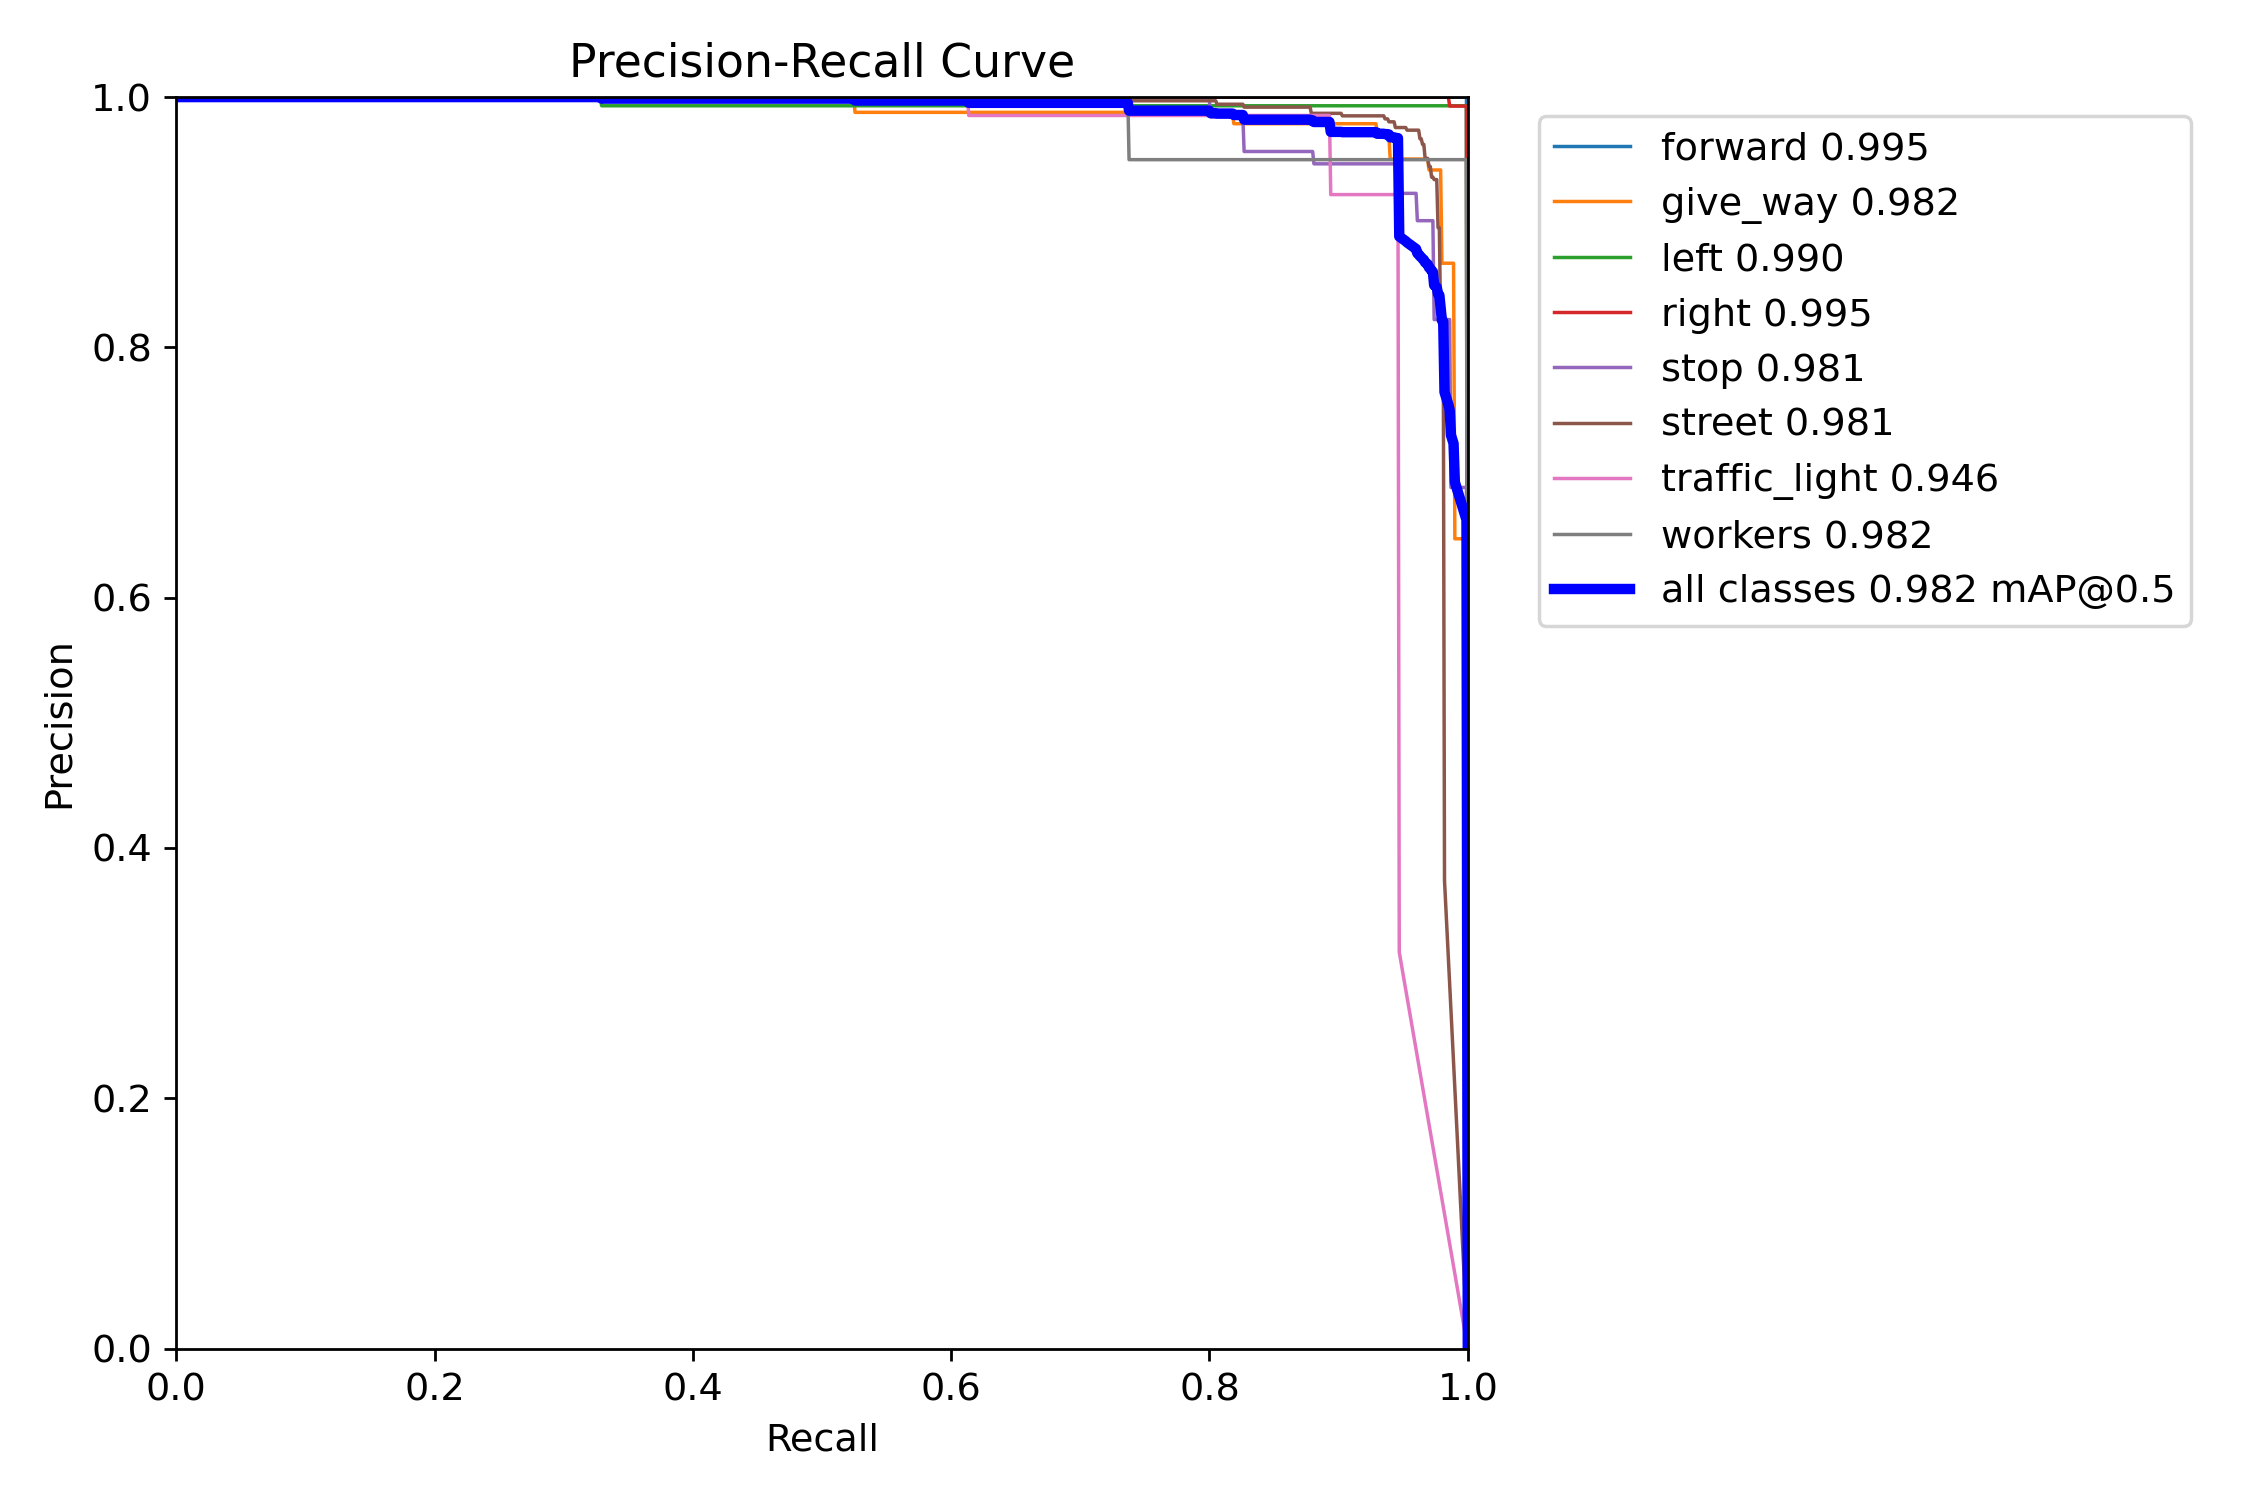 Precision-Recall Curve
1.0
0.8
0.6
0.4
0.2
0.0
Precision
0.0 0.2 0.4 0.6 0.8 1.0
Recall
forward 0.995
give_way 0.982
left 0.990
right 0.995
stop 0.981
street 0.981
traffic_light 0.946
workers 0.982
all classes 0.982 mAP@0.5